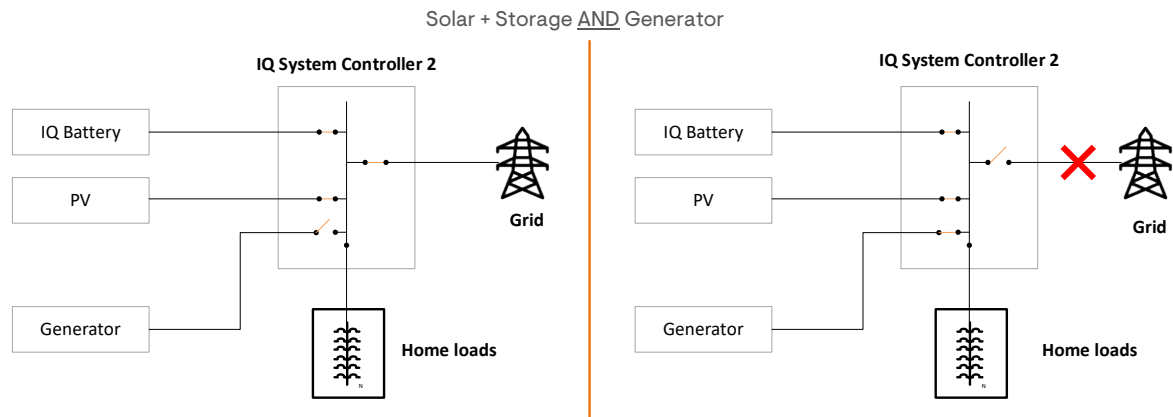 Solar + Storage AND Generator
IQ System Controller 2
IQ Battery
PV
Grid
Generator
Home loads
N
IQ System Controller 2
IQ Battery
PV
Grid
Generator
Home loads
N